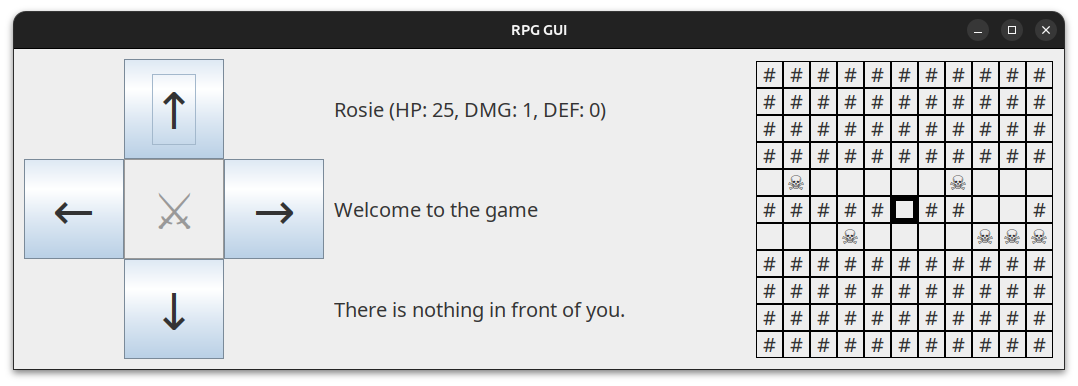 RPG GUI
↑
← ⚔ →
↓
Rosie (HP: 25, DMG: 1, DEF: 0)
Welcome to the game
There is nothing in front of you.
# # # # # # # # # # #
# # # # # # # # # # #
# # # # # # # # # # #
# # # # # # # # # # #
☠ ☠
# # # # # # # #
☠ ☠ ☠ ☠
# # # # # # # # # # #
# # # # # # # # # # #
# # # # # # # # # # #
# # # # # # # # # # #